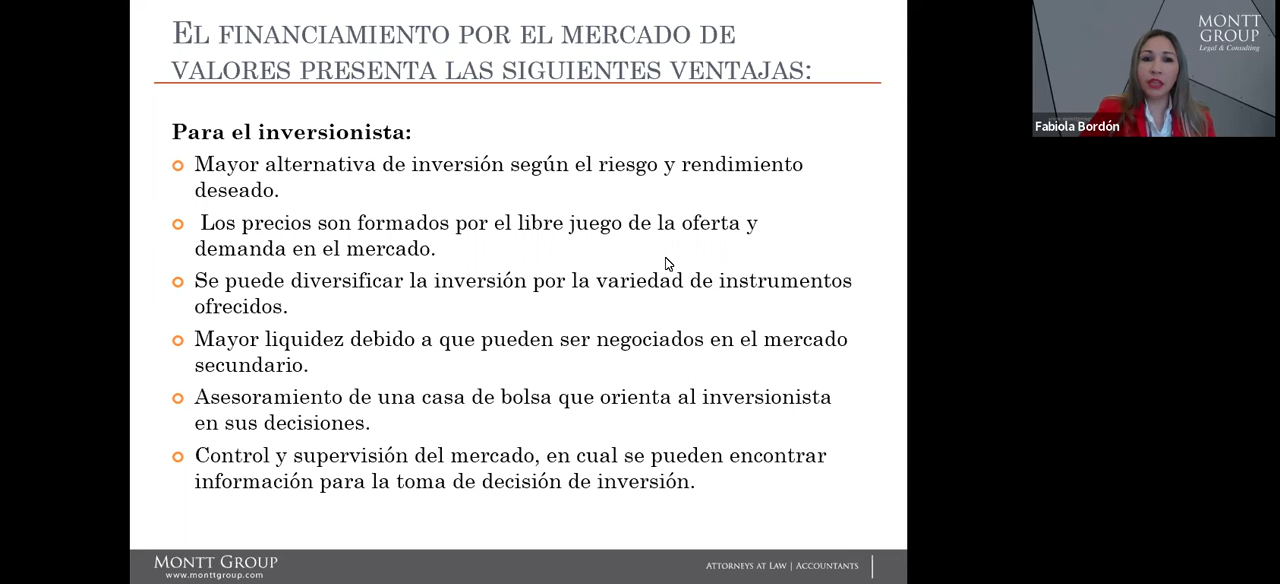 EL FINANCIAMIENTO POR EL MERCADO DE
VALORES PRESENTA LAS SIGUIENTES VENTAJAS:
Para el inversionista:
Mayor alternativa de inversión según el riesgo y rendimiento
deseado.
Los precios son formados por el libre juego de la oferta y
demanda en el mercado.
Se puede diversificar la inversión por la variedad de instrumentos
ofrecidos.
Mayor liquidez debido a que pueden ser negociados en el mercado
secundario.
Asesoramiento de una casa de bolsa que orienta al inversionista
en sus decisiones.
Control y supervisión del mercado, en cual se pueden encontrar
información para la toma de decisión de inversión.
MONTT GROUP
www.monttgroup.com
ATTORNEYS AT LAW | ACCOUNTANTS
MONTT
GROUP
Legal & Consulting
Fabiola Bordón